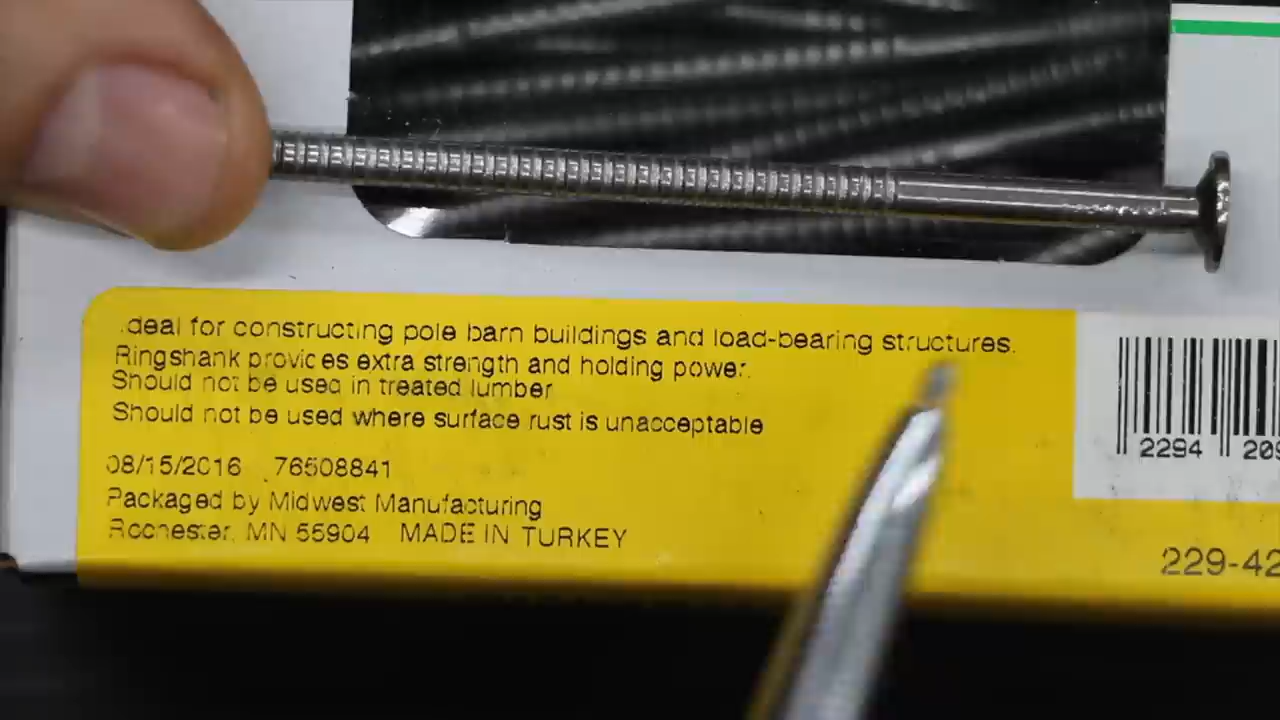 Ideal for constructing pole barn buildings and load-bearing structures.
Ringshank provides extra strength and holding power.
Should not be used in treated lumber
Should not be used where surface rust is unacceptable
08/15/2016 76508841
Packaged by Midwest Manufacturing
Rochester, MN 55904 MADE IN TURKEY
2294
229-42